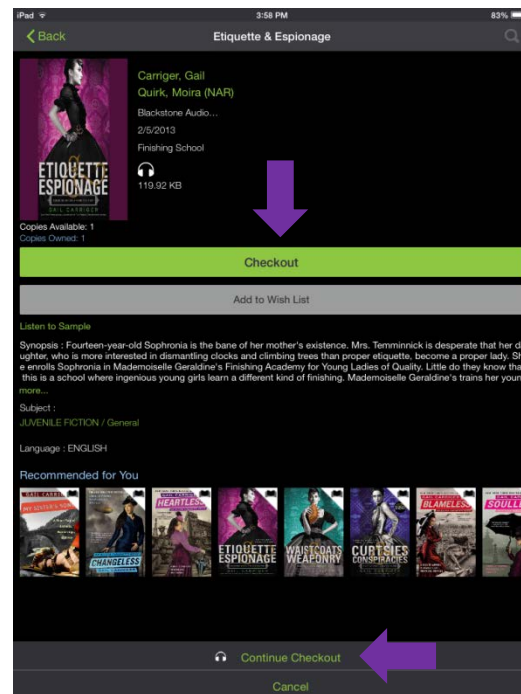 iPad 3:58 PM 83%
Back Etiquette & Espionage
Carriger, Gail
Quirk, Moira (NAR)
Blackstone Audio...
2/5/2013
Finishing School
119.92 KB
ETIQUETTE
&
ESPIONAGE
GAIL CARRIGER
Copies Available: 1
Copies Owned: 1
Checkout
Add to Wish List
Listen to Sample
Synopsis : Fourteen-year-old Sophronia is the bane of her mother's existence. Mrs. Temminnick is desperate that her d
ughter, who is more interested in dismantling clocks and climbing trees than proper etiquette, become a proper lady. Sh
e enrolls Sophronia in Mademoiselle Geraldine's Finishing Academy for Young Ladies of Quality. Little do they know tha
this is a school where ingenious young girls learn a different kind of finishing. Mademoiselle Geraldine's trains her youn
more...
Subject :
JUVENILE FICTION / General
Language : ENGLISH
Recommended for You
GAIL CARRIGER
CHANGELESS
HEARTLESS
ETIQUETTE
ESPIONAGE
WAISTCOATS
WEAPONRY
CURTSIES
CONSPIRACIES
BLAMELESS
SOULL
Continue Checkout
Cancel